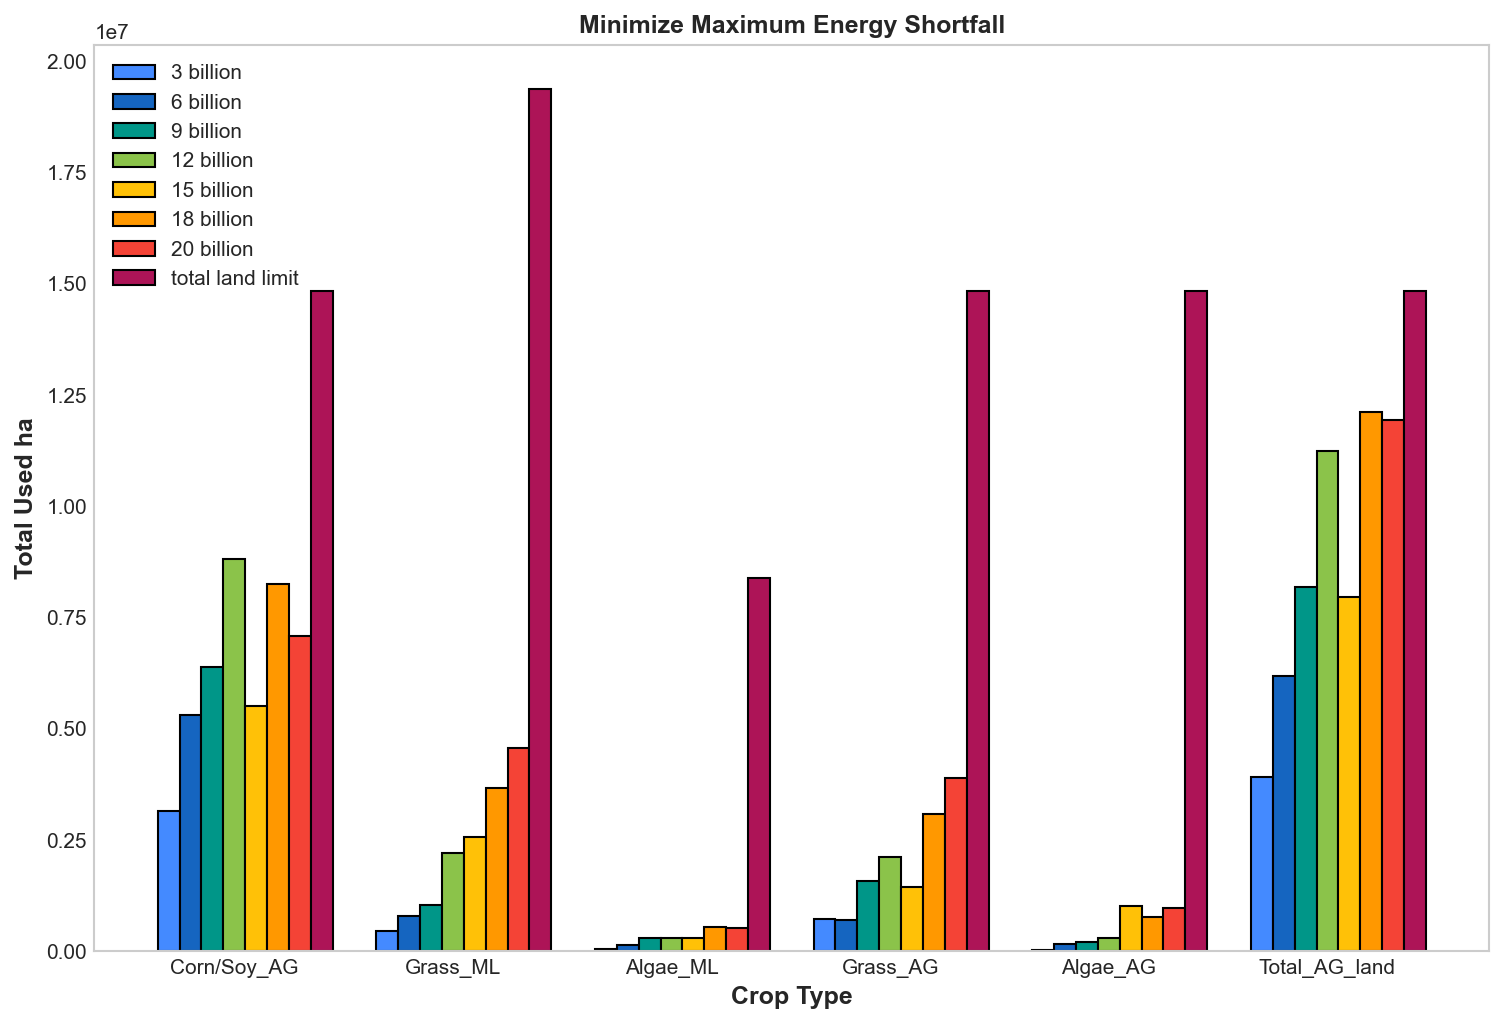 Minimize Maximum Energy Shortfall
1e7
2.00
1.75
1.50
1.25
1.00
0.75
0.50
0.25
0.00
Total Used ha
3 billion
6 billion
9 billion
12 billion
15 billion
18 billion
20 billion
total land limit
Corn/Soy_AG
Grass_ML
Algae_ML
Grass_AG
Algae_AG
Total_AG_land
Crop Type